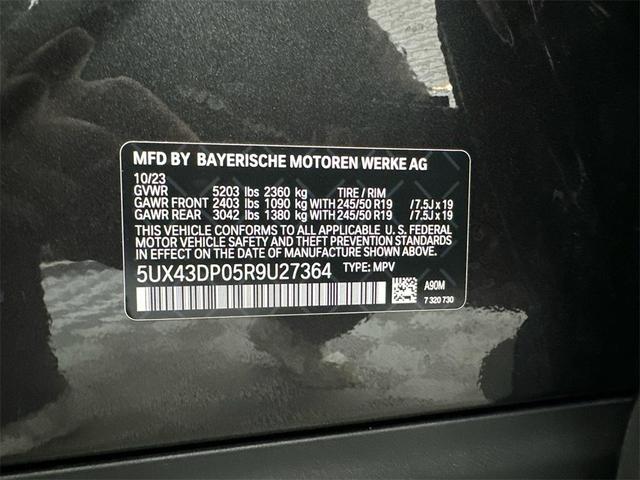 MFD BY BAYERISCHE MOTOREN WERKE AG
10/23
GVWR 5203 lbs 2360 kg TIRE / RIM
GAWR FRONT 2403 lbs 1090 kg WITH 245/50 R19 /7.5J x 19
GAWR REAR 3042 lbs 1380 kg WITH 245/50 R19 /7.5J x 19
THIS VEHICLE CONFORMS TO ALL APPLICABLE U. S. FEDERAL
MOTOR VEHICLE SAFETY AND THEFT PREVENTION STANDARDS
IN EFFECT ON THE DATE OF MANUFACTURE SHOWN ABOVE.
5UX43DP05R9U27364 TYPE: MPV
A90M
7 320 730